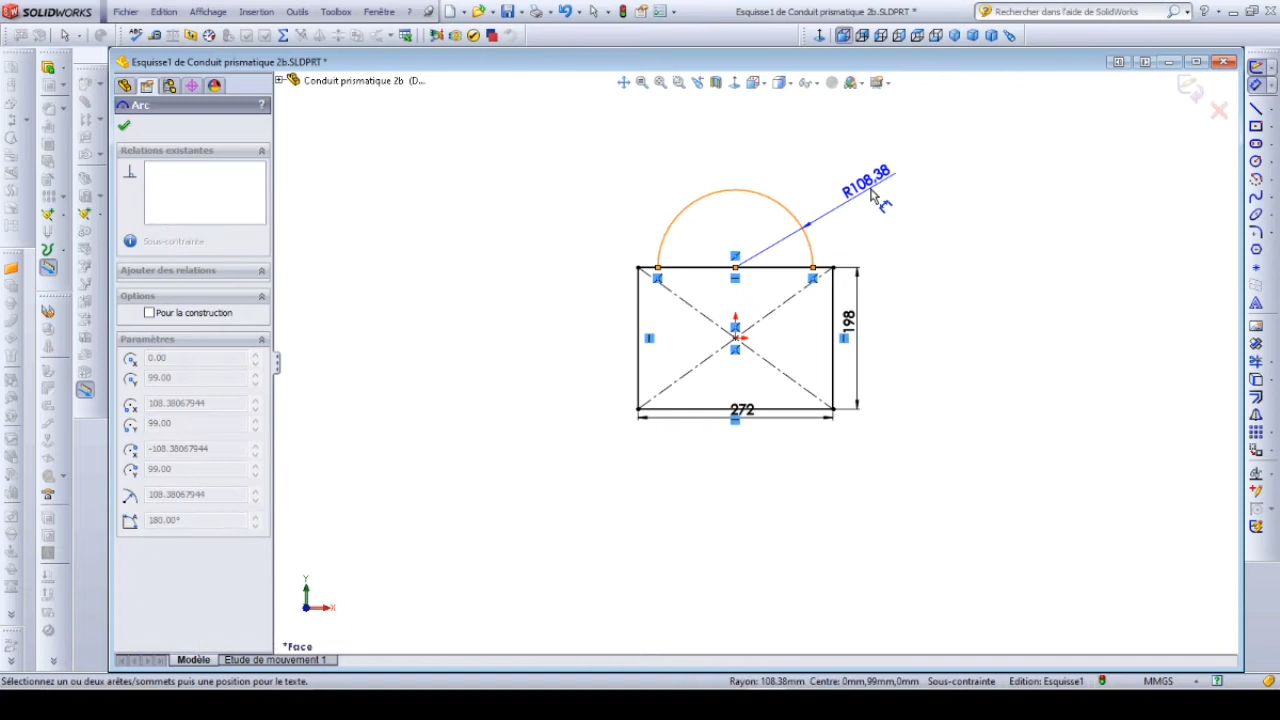 SOLIDWORKS
Fichier Edition Affichage Insertion Outils Toolbox Fenêtre ?
Esquisse1 de Conduit prismatique 2b.SLDPRT *
Rechercher dans l'aide de SolidWorks
Esquisse1 de Conduit prismatique 2b.SLDPRT *
Conduit prismatique 2b (D...
Arc ?
Relations existantes
Sous-contrainte
Ajouter des relations
Options
Pour la construction
Paramètres
0.00
99.00
108.38067944
99.00
-108.38067944
99.00
108.38067944
180.00°
R108,38
198
272
Y
X
*Face
Modèle Etude de mouvement 1
Sélectionnez un ou deux arêtes/sommets puis une position pour le texte.
Rayon: 108.38mm Centre: 0mm,99mm,0mm Sous-contrainte Edition: Esquisse1 MMGS ?